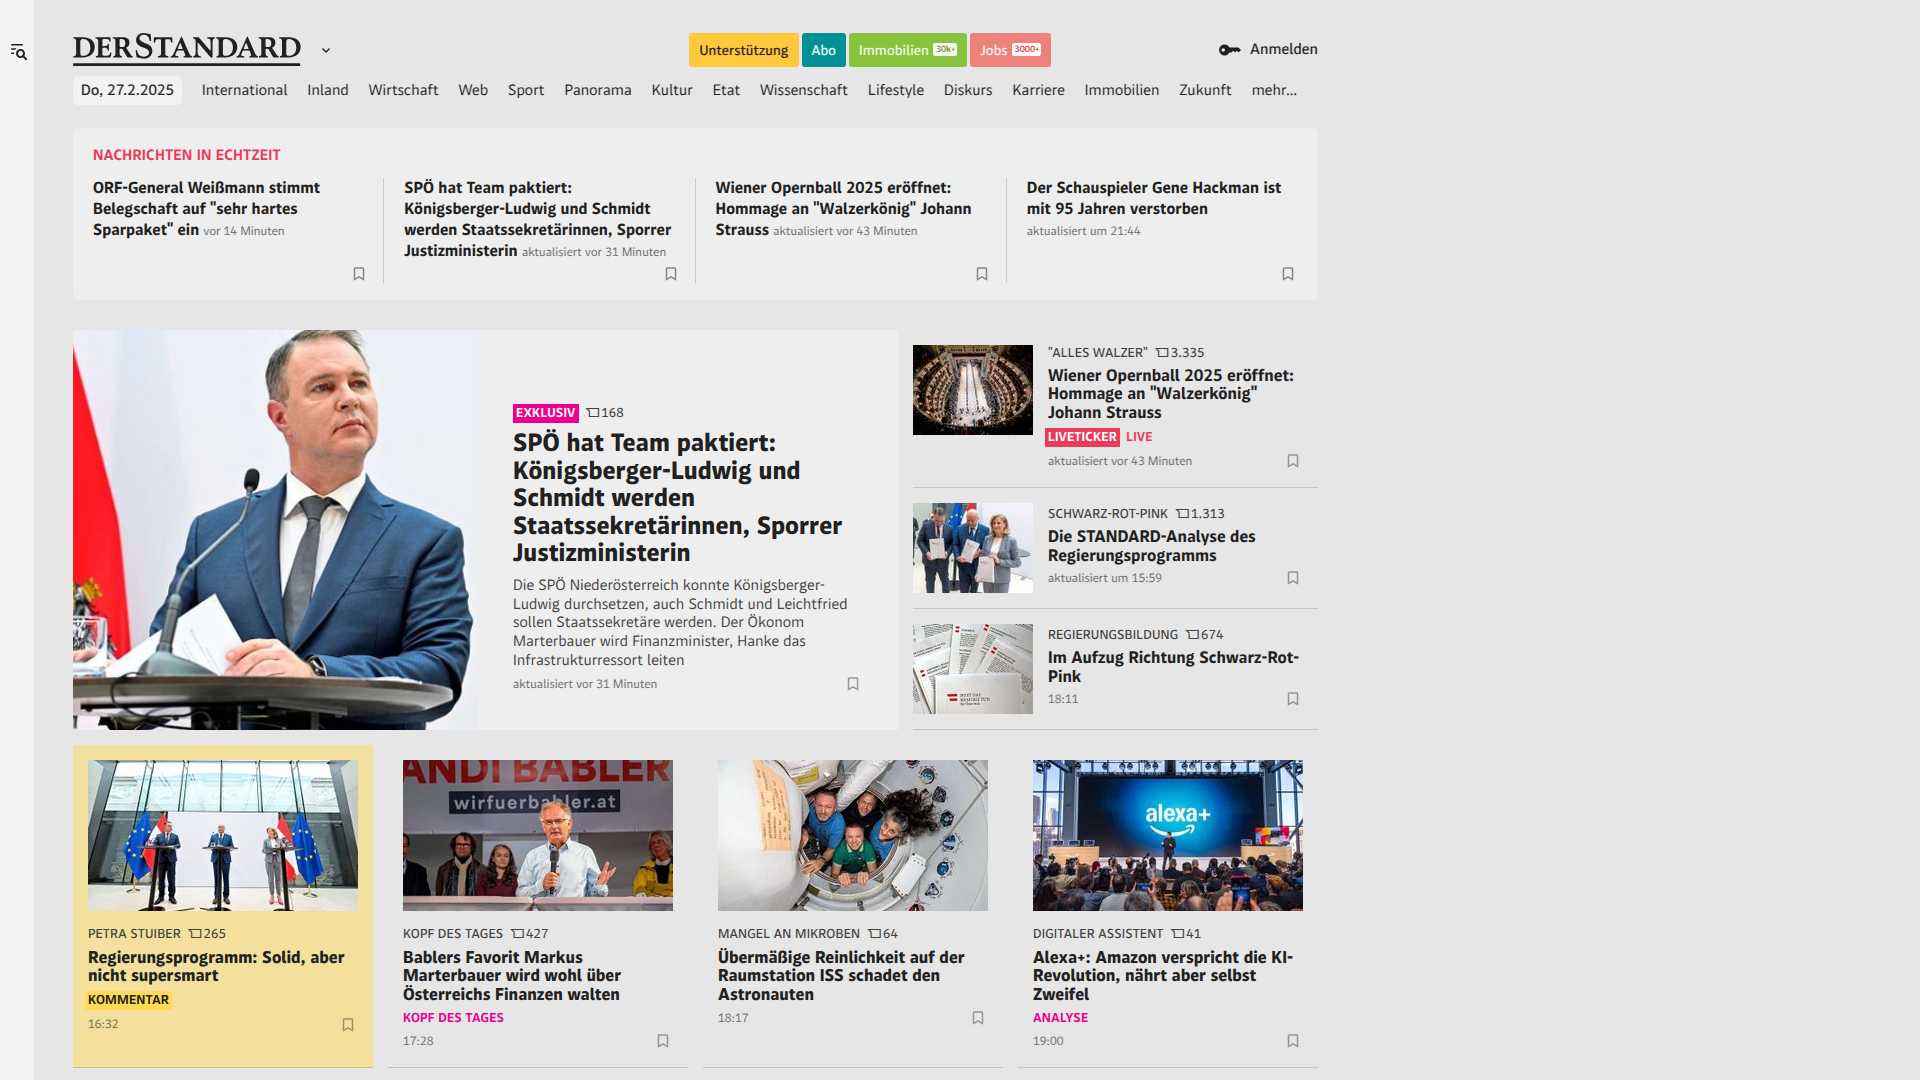 DERSTANDARD
Unterstützung Abo Immobilien 30k+ Jobs 3000+
Anmelden
Do, 27.2.2025 International Inland Wirtschaft Web Sport Panorama Kultur Etat Wissenschaft Lifestyle Diskurs Karriere Immobilien Zukunft mehr...
NACHRICHTEN IN ECHTZEIT
ORF-General Weißmann stimmt
Belegschaft auf "sehr hartes
Sparpaket" ein vor 14 Minuten
SPÖ hat Team paktiert:
Königsberger-Ludwig und Schmidt
werden Staatssekretärinnen, Sporrer
Justizministerin aktualisiert vor 31 Minuten
Wiener Opernball 2025 eröffnet:
Hommage an "Walzerkönig" Johann
Strauss aktualisiert vor 43 Minuten
Der Schauspieler Gene Hackman ist
mit 95 Jahren verstorben
aktualisiert um 21:44
EXKLUSIV 168
SPÖ hat Team paktiert:
Königsberger-Ludwig und
Schmidt werden
Staatssekretärinnen, Sporrer
Justizministerin
Die SPÖ Niederösterreich konnte Königsberger-
Ludwig durchsetzen, auch Schmidt und Leichtfried
sollen Staatssekretäre werden. Der Ökonom
Marterbauer wird Finanzminister, Hanke das
Infrastrukturressort leiten
aktualisiert vor 31 Minuten
"ALLES WALZER" 3.335
Wiener Opernball 2025 eröffnet:
Hommage an "Walzerkönig"
Johann Strauss
LIVETICKER LIVE
aktualisiert vor 43 Minuten
SCHWARZ-ROT-PINK 1.313
Die STANDARD-Analyse des
Regierungsprogramms
aktualisiert um 15:59
REGIERUNGSBILDUNG 674
Im Aufzug Richtung Schwarz-Rot-
Pink
18:11
PETRA STUIBER 265
Regierungsprogramm: Solid, aber
nicht supersmart
KOMMENTAR
16:32
ANDI BABLER
wirfuerbabler.at
KOPF DES TAGES 427
Bablers Favorit Markus
Marterbauer wird wohl über
Österreichs Finanzen walten
KOPF DES TAGES
17:28
MANGEL AN MIKROBEN 64
Übermäßige Reinlichkeit auf der
Raumstation ISS schadet den
Astronauten
18:17
alexa+
DIGITALER ASSISTENT 41
Alexa+: Amazon verspricht die KI-
Revolution, nährt aber selbst
Zweifel
ANALYSE
19:00